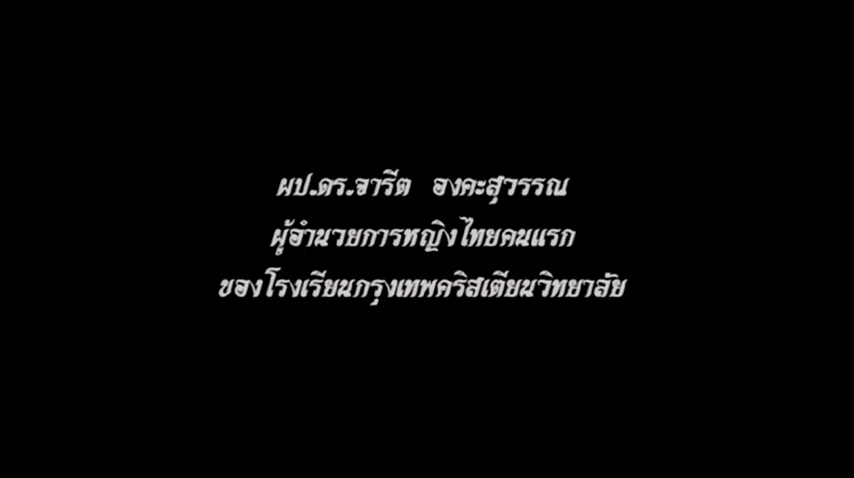 ผป.ดร.จารีต  องคะสุวรรณ
ผู้อำนวยการหญิงไทยคนแรก
ของโรงเรียนกรุงเทพคริสเตียนวิทยาลัย